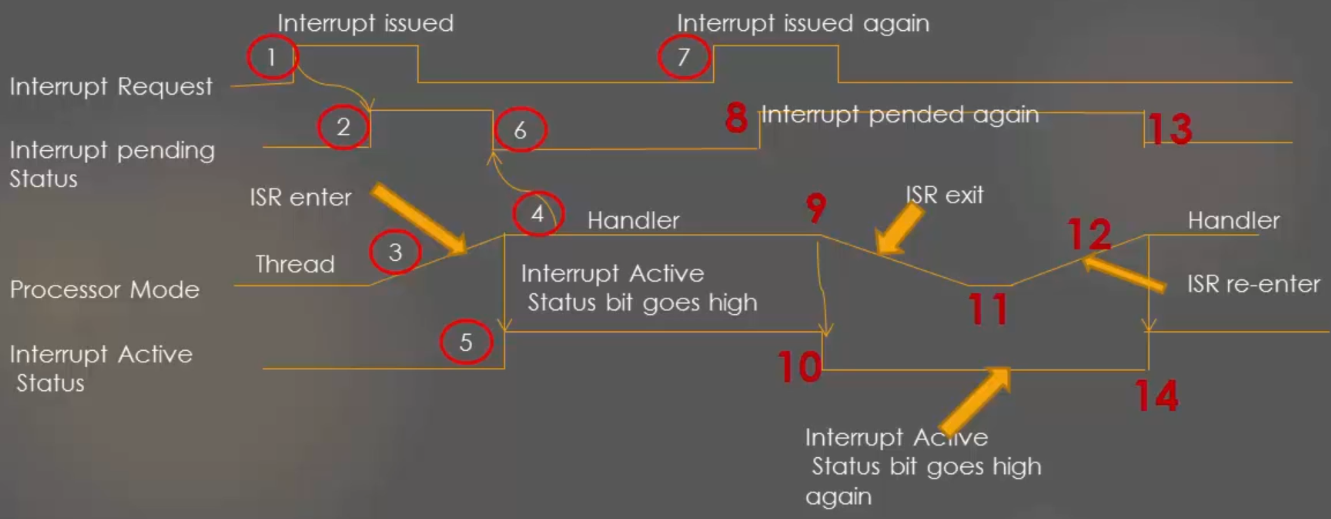 Interrupt issued
Interrupt issued again
1
7
Interrupt Request
8
Interrupt pended again
2
6
13
Interrupt pending
Status
ISR enter
ISR exit
4
Handler
9
12
Handler
3
Thread
Interrupt Active
Status bit goes high
ISR re-enter
Processor Mode
11
5
Interrupt Active
Status
10
14
Interrupt Active
Status bit goes high
again